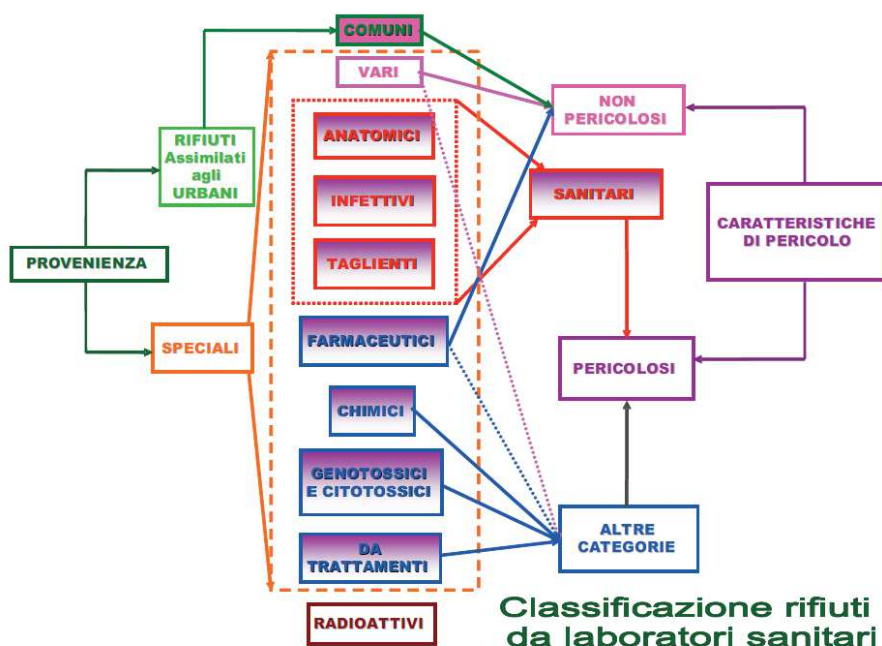 COMUNI
VARI
NON
PERICOLOSI
RIFIUTI
Assimilati
agli
URBANI
ANATOMICI
INFETTIVI
TAGLIENTI
SANITARI
CARATTERISTICHE
DI PERICOLO
PROVENIENZA
SPECIALI
FARMACEUTICI
PERICOLOSI
CHIMICI
GENOTOSSICI
E CITOTOSSICI
DA
TRATTAMENTI
ALTRE
CATEGORIE
RADIOATTIVI
Classificazione rifiuti
da laboratori sanitari